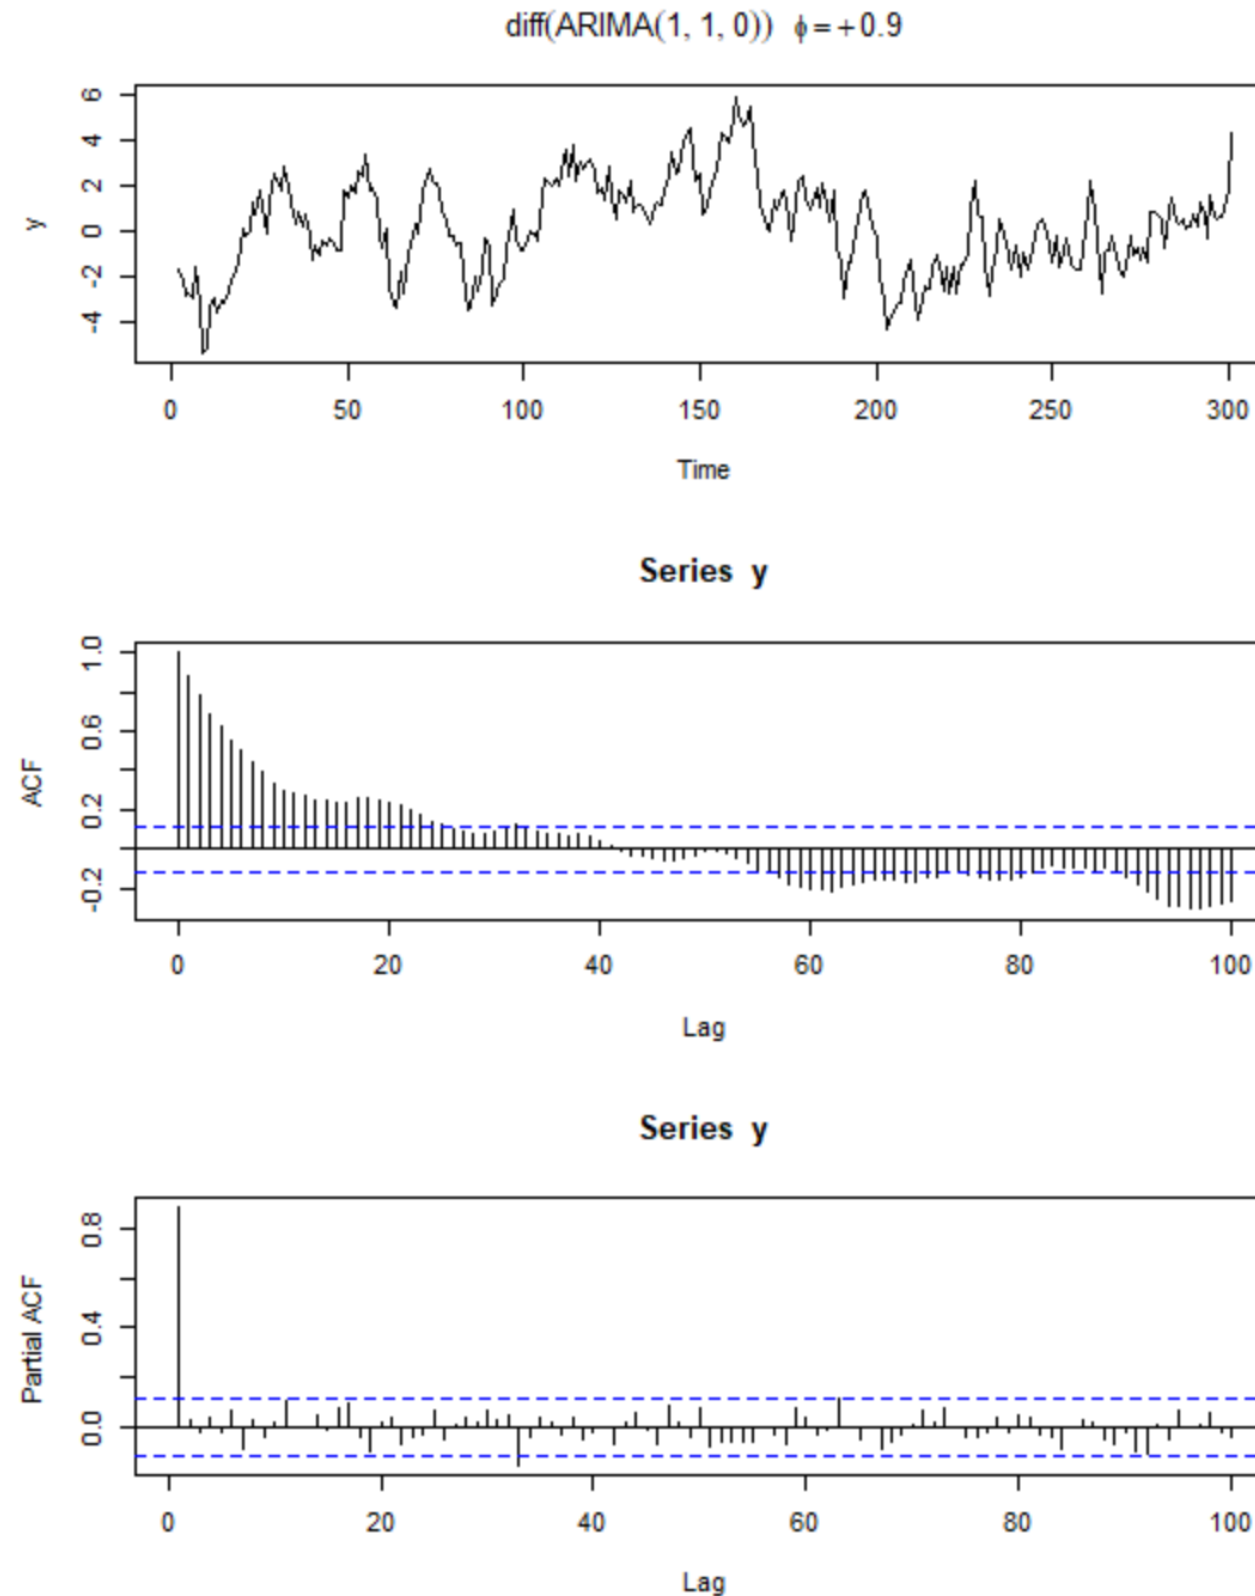 diff(ARIMA(1, 1, 0)) ϕ = + 0.9
6
4
2
0
-2
-4
y
0 50 100 150 200 250 300
Time
Series y
1.0
0.6
0.2
-0.2
ACF
0 20 40 60 80 100
Lag
Series y
0.8
0.4
0.0
Partial ACF
0 20 40 60 80 100
Lag